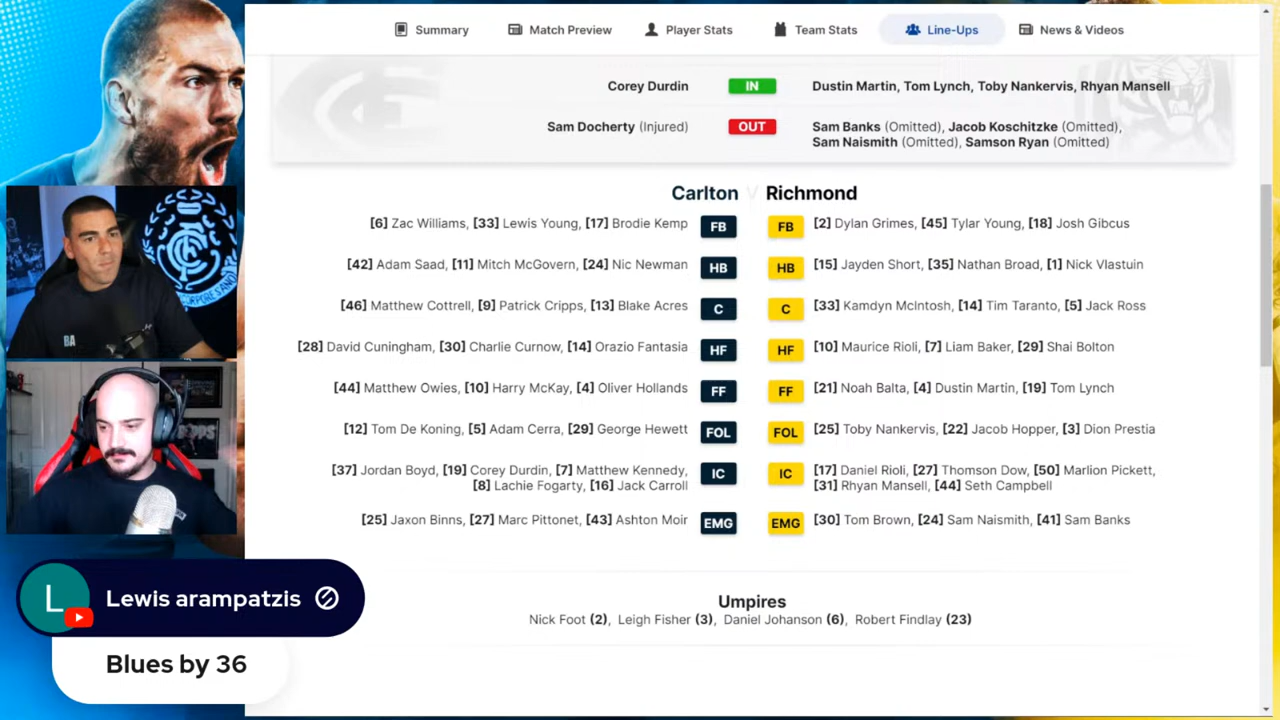 Summary
Match Preview
Player Stats
Team Stats
Line-Ups
News & Videos
Corey Durdin IN Dustin Martin, Tom Lynch, Toby Nankervis, Rhyan Mansell
Sam Docherty (Injured) OUT Sam Banks (Omitted), Jacob Koschitzke (Omitted),
Sam Naismith (Omitted), Samson Ryan (Omitted)
Carlton V Richmond
[6] Zac Williams, [33] Lewis Young, [17] Brodie Kemp FB FB [2] Dylan Grimes, [45] Tylar Young, [18] Josh Gibcus
[42] Adam Saad, [11] Mitch McGovern, [24] Nic Newman HB HB [15] Jayden Short, [35] Nathan Broad, [1] Nick Vlastuin
[46] Matthew Cottrell, [9] Patrick Cripps, [13] Blake Acres C C [33] Kamdyn McIntosh, [14] Tim Taranto, [5] Jack Ross
[28] David Cuningham, [30] Charlie Curnow, [14] Orazio Fantasia HF HF [10] Maurice Rioli, [7] Liam Baker, [29] Shai Bolton
[44] Matthew Owies, [10] Harry McKay, [4] Oliver Hollands FF FF [21] Noah Balta, [4] Dustin Martin, [19] Tom Lynch
[12] Tom De Koning, [5] Adam Cerra, [29] George Hewett FOL FOL [25] Toby Nankervis, [22] Jacob Hopper, [3] Dion Prestia
[37] Jordan Boyd, [19] Corey Durdin, [7] Matthew Kennedy, IC IC [17] Daniel Rioli, [27] Thomson Dow, [50] Marlion Pickett,
[8] Lachie Fogarty, [16] Jack Carroll [31] Rhyan Mansell, [44] Seth Campbell
[25] Jaxon Binns, [27] Marc Pittonet, [43] Ashton Moir EMG EMG [30] Tom Brown, [24] Sam Naismith, [41] Sam Banks
Umpires
Nick Foot (2), Leigh Fisher (3), Daniel Johanson (6), Robert Findlay (23)
BA
L
Lewis arampatzis
Blues by 36